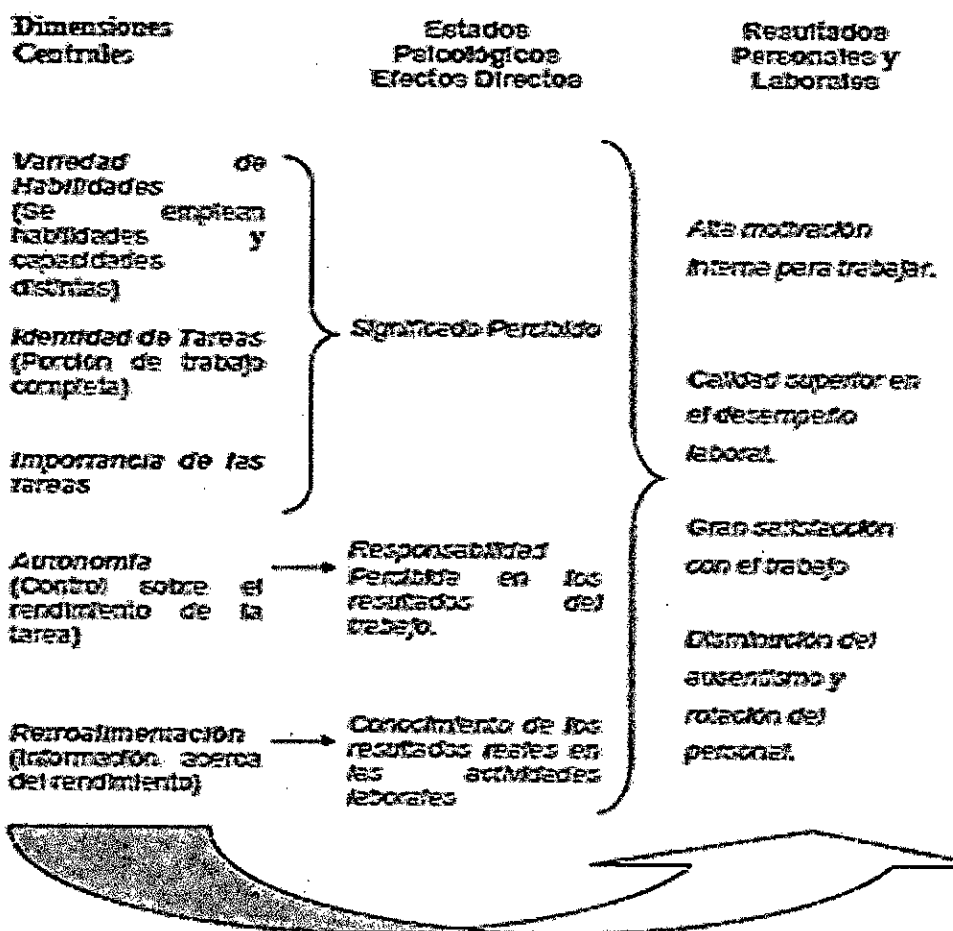 Dimensiones
Centrales
Estados
Psicológicos
Efectos Directos
Resultados
Personales y
Laborales
Variedad de
Habilidades
(Se emplean
habilidades y
capacidades
distintas)
Identidad de Tareas
(Porción de trabajo
completa)
Importancia de las
tareas
Significado Percibido
Autonomía
(Control sobre el
rendimiento de la
tarea)
Responsabilidad
Percibida en los
resultados del
trabajo.
Retroalimentación
(Información acerca
del rendimiento)
Conocimiento de los
resultados reales en
las actividades
laborales
Alta motivación
interna para trabajar.
Calidad superior en
el desempeño
laboral.
Gran satisfacción
con el trabajo
Disminución del
ausentismo y
rotación del
personal.